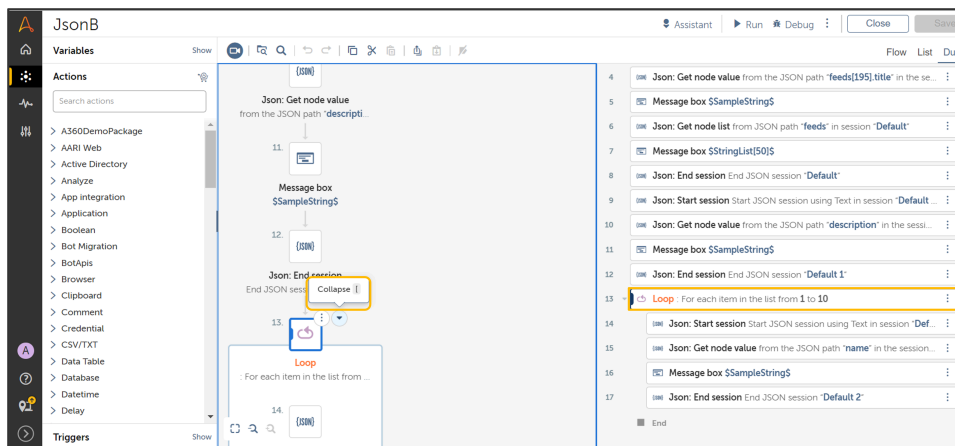 JsonB
Assistant
Run
Debug
Close
Save
Variables
Show
Flow
List
Du
Actions
Search actions
A360DemoPackage
AARI Web
Active Directory
Analyze
App integration
Application
Boolean
Bot Migration
BotApis
Browser
Clipboard
Comment
Credential
CSV/TXT
Data Table
Database
Datetime
Delay
Triggers
Show
A
{JSON}
Json: Get node value
from the JSON path "descripti...
11.
Message box
$SampleString$
12.
{JSON}
Json: End session
End JSON sess
Collapse [
13.
Loop
: For each item in the list from ...
14.
{JSON}
4 Json: Get node value from the JSON path "feeds[195].title" in the se...
5 Message box $SampleString$
6 Json: Get node list from JSON path "feeds" in session "Default"
7 Message box $StringList[50]$
8 Json: End session End JSON session "Default"
9 Json: Start session Start JSON session using Text in session "Default ...
10 Json: Get node value from the JSON path "description" in the sessi...
11 Message box $SampleString$
12 Json: End session End JSON session "Default 1"
13 Loop : For each item in the list from 1 to 10
14 Json: Start session Start JSON session using Text in session "Def...
15 Json: Get node value from the JSON path "name" in the session...
16 Message box $SampleString$
17 Json: End session End JSON session "Default 2"
End